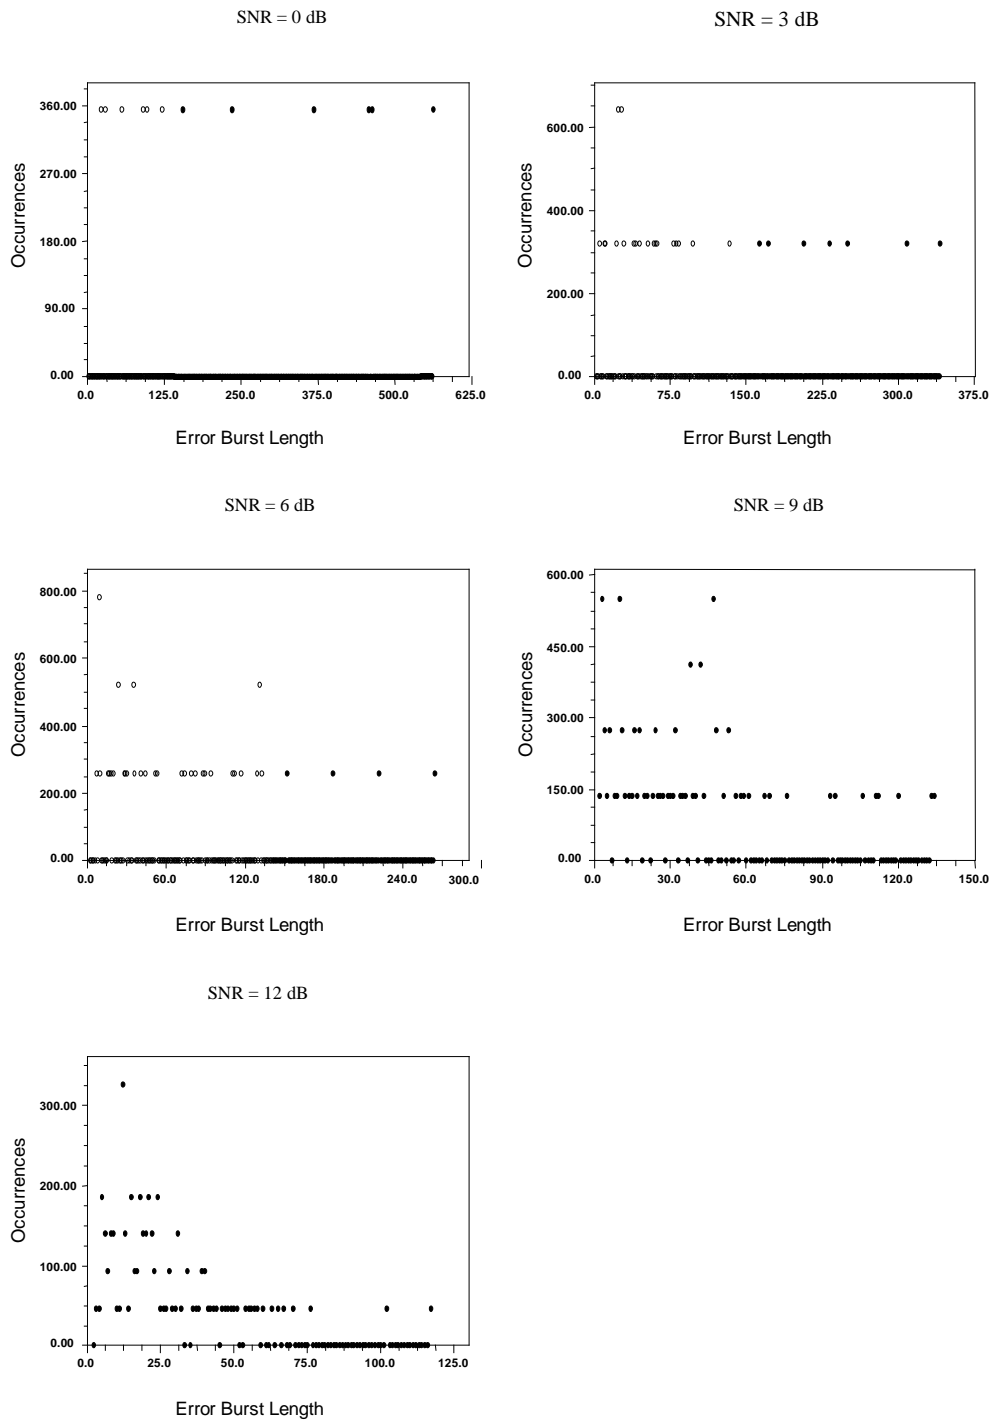 SNR = 0 dB
Occurrences
360.00
270.00
180.00
90.00
0.00
0.0 125.0 250.0 375.0 500.0 625.0
Error Burst Length
SNR = 3 dB
Occurrences
600.00
400.00
200.00
0.00
0.0 75.0 150.0 225.0 300.0 375.0
Error Burst Length
SNR = 6 dB
Occurrences
800.00
600.00
400.00
200.00
0.00
0.0 60.0 120.0 180.0 240.0 300.0
Error Burst Length
SNR = 9 dB
Occurrences
600.00
450.00
300.00
150.00
0.00
0.0 30.0 60.0 90.0 120.0 150.0
Error Burst Length
SNR = 12 dB
Occurrences
300.00
200.00
100.00
0.00
0.0 25.0 50.0 75.0 100.0 125.0
Error Burst Length